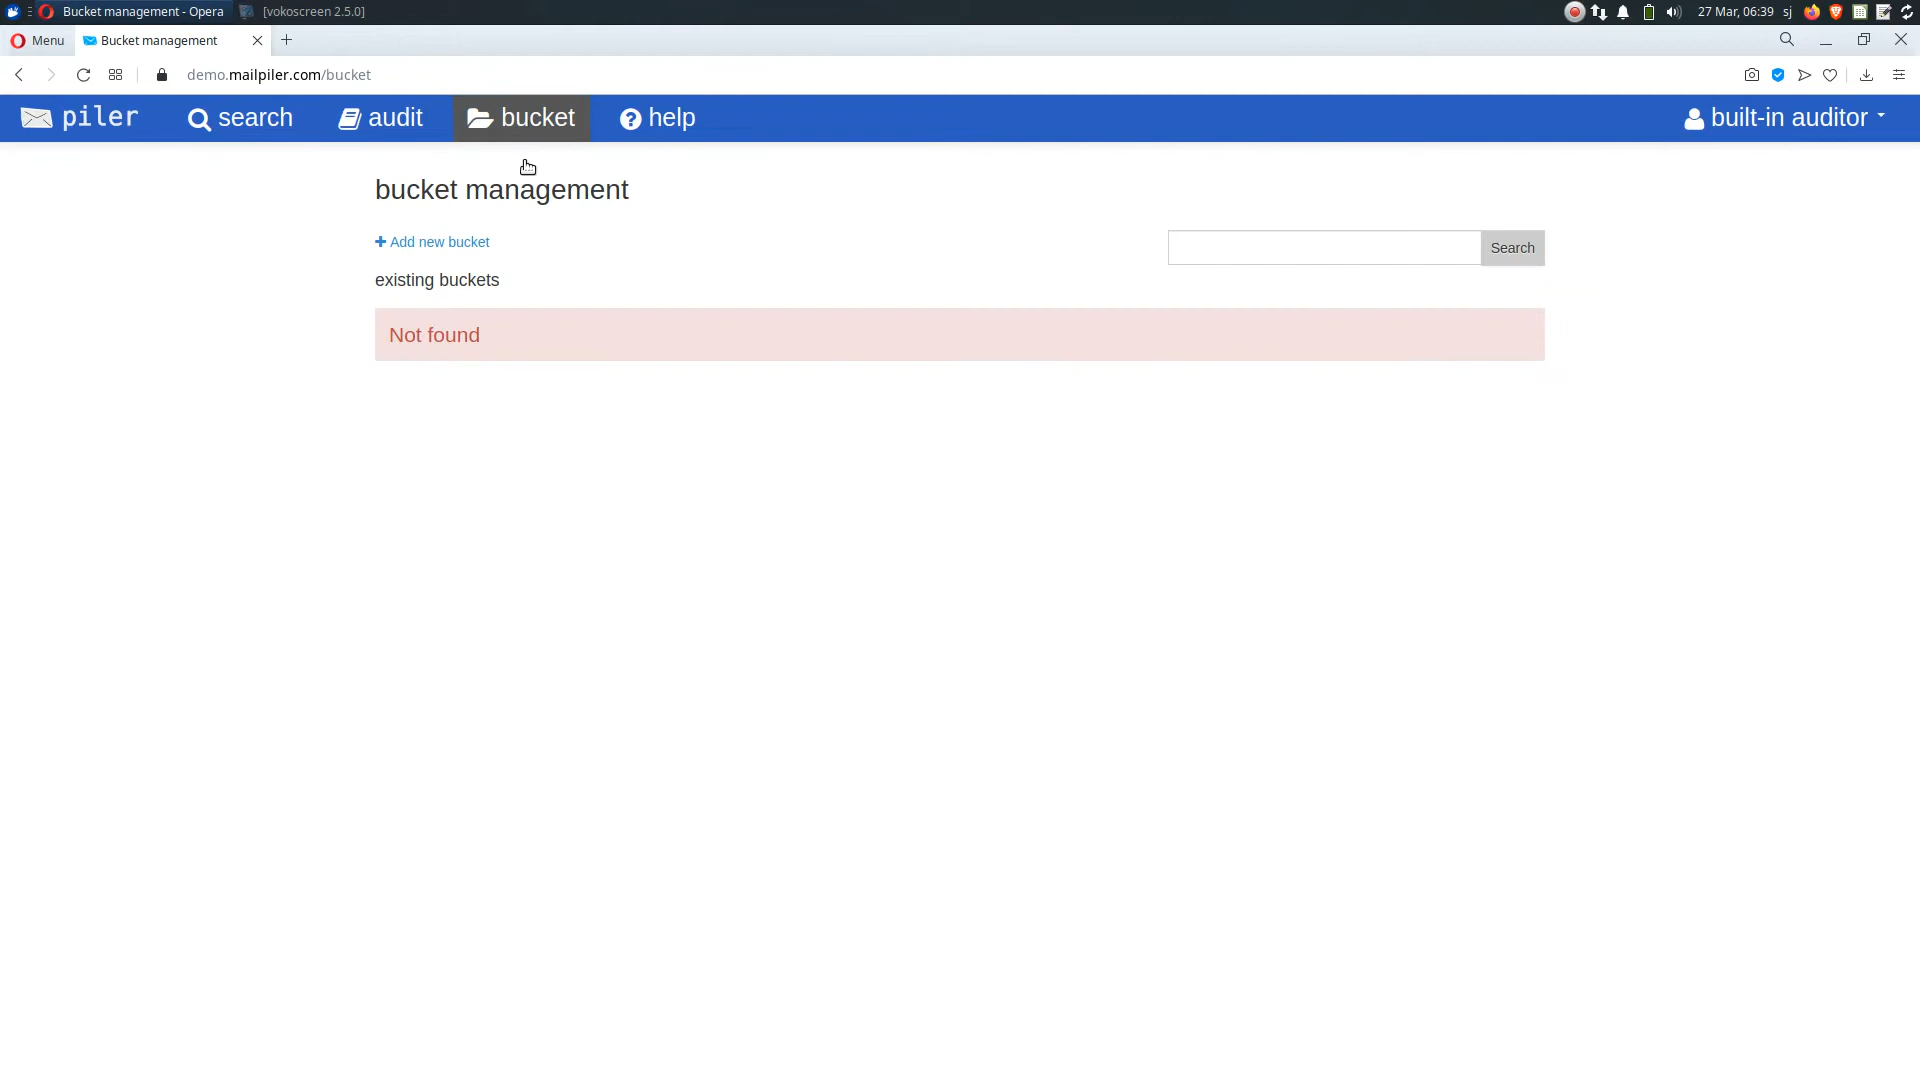 Bucket management - Opera [vokoscreen 2.5.0] 27 Mar, 06:39 sj
Menu Bucket management
demo.mailpiler.com/bucket
piler search audit bucket help built-in auditor
bucket management
Add new bucket Search
existing buckets
Not found